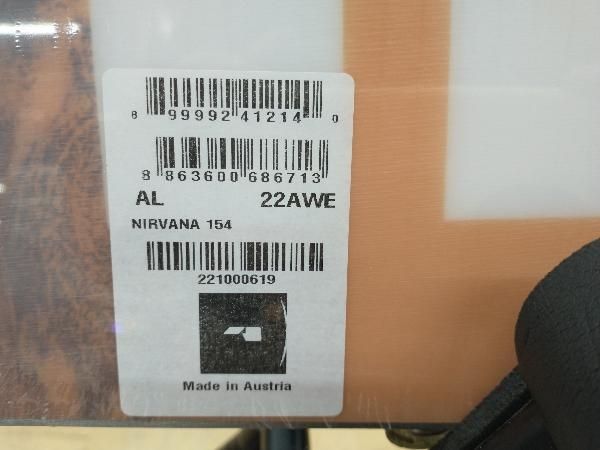 8 99992 41214 0
8 863600 686713
AL 22AWE
NIRVANA 154
221000619
Made in Austria